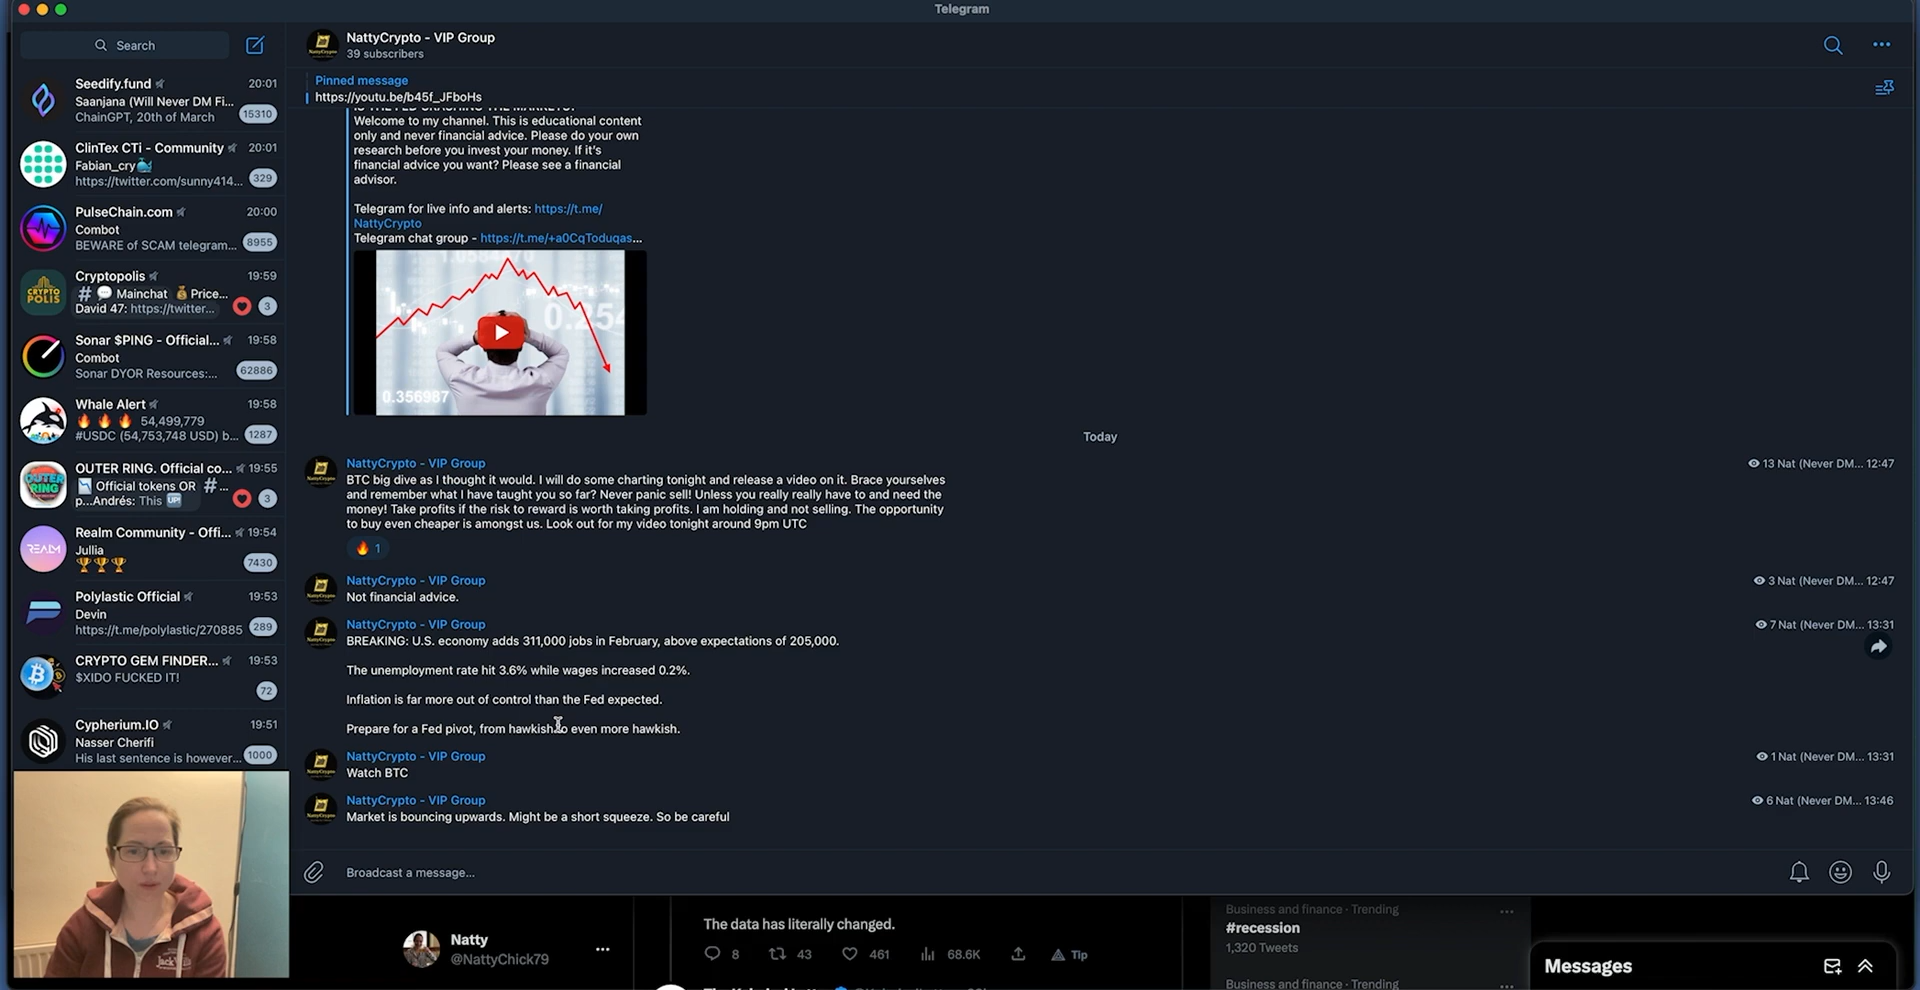 Telegram
Search
Seedify.fund 20:01
Saanjana (Will Never DM Fi...
ChainGPT, 20th of March 15310
ClinTex CTi - Community 20:01
Fabian_cry🐳
https://twitter.com/sunny414... 329
PulseChain.com 20:00
Combot
BEWARE of SCAM telegram... 8955
Cryptopolis 19:59
# 💬 Mainchat 💰 Price...
David 47: https://twitter... 3
Sonar $PING - Official... 19:58
Combot
Sonar DYOR Resources:... 62886
Whale Alert 19:58
🔥 🔥 🔥 54,499,779
#USDC (54,753,748 USD) b... 1287
OUTER RING. Official co... 19:55
Official tokens OR #...
p...Andrés: This UP! 3
Realm Community - Offi... 19:54
Jullia
🏆🏆🏆 7430
Polylastic Official 19:53
Devin
https://t.me/polylastic/270885 289
CRYPTO GEM FINDER... 19:53
$XIDO FUCKED IT!
72
Cypherium.IO 19:51
Nasser Cherifi
His last sentence is however... 1000
CRYPTO
POLIS
OUTER
RING
REALM
NattyCrypto - VIP Group
39 subscribers
Pinned message
https://youtu.be/b45f_JFboHs
IS THE FED CRASHING THE MARKETS?
Welcome to my channel. This is educational content
only and never financial advice. Please do your own
research before you invest your money. If it's
financial advice you want? Please see a financial
advisor.
Telegram for live info and alerts: https://t.me/
NattyCrypto
Telegram chat group - https://t.me/+a0CqToduqas...
0.254
0.356987
Today
NattyCrypto - VIP Group 13 Nat (Never DM... 12:47
BTC big dive as I thought it would. I will do some charting tonight and release a video on it. Brace yourselves
and remember what I have taught you so far? Never panic sell! Unless you really really have to and need the
money! Take profits if the risk to reward is worth taking profits. I am holding and not selling. The opportunity
to buy even cheaper is amongst us. Look out for my video tonight around 9pm UTC
🔥 1
NattyCrypto - VIP Group 3 Nat (Never DM... 12:47
Not financial advice.
NattyCrypto - VIP Group 7 Nat (Never DM... 13:31
BREAKING: U.S. economy adds 311,000 jobs in February, above expectations of 205,000.
The unemployment rate hit 3.6% while wages increased 0.2%.
Inflation is far more out of control than the Fed expected.
Prepare for a Fed pivot, from hawkish to even more hawkish.
NattyCrypto - VIP Group 1 Nat (Never DM... 13:31
Watch BTC
NattyCrypto - VIP Group 6 Nat (Never DM... 13:46
Market is bouncing upwards. Might be a short squeeze. So be careful
Broadcast a message...
Natty
@NattyChick79
The data has literally changed.
8 43 461 68.6K Tip
Business and finance · Trending
#recession
1,320 Tweets
Business and finance · Trending
Messages